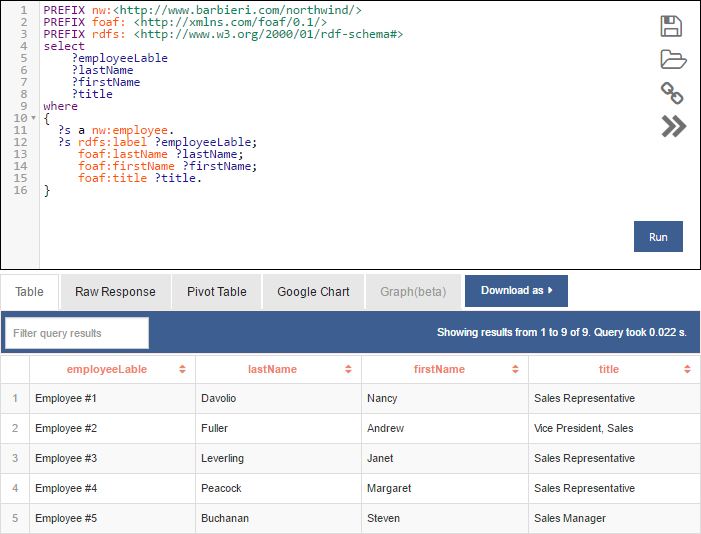 1 PREFIX nw:<http://www.barbieri.com/northwind/>
2 PREFIX foaf: <http://xmlns.com/foaf/0.1/>
3 PREFIX rdfs: <http://www.w3.org/2000/01/rdf-schema#>
4 select
5 ?employeeLable
6 ?lastName
7 ?firstName
8 ?title
9 where
10 {
11 ?s a nw:employee.
12 ?s rdfs:label ?employeeLable;
13 foaf:lastName ?lastName;
14 foaf:firstName ?firstName;
15 foaf:title ?title.
16 }
Run
Table Raw Response Pivot Table Google Chart Graph(beta) Download as
Filter query results Showing results from 1 to 9 of 9. Query took 0.022 s.
employeeLable lastName firstName title
1 Employee #1 Davolio Nancy Sales Representative
2 Employee #2 Fuller Andrew Vice President, Sales
3 Employee #3 Leverling Janet Sales Representative
4 Employee #4 Peacock Margaret Sales Representative
5 Employee #5 Buchanan Steven Sales Manager